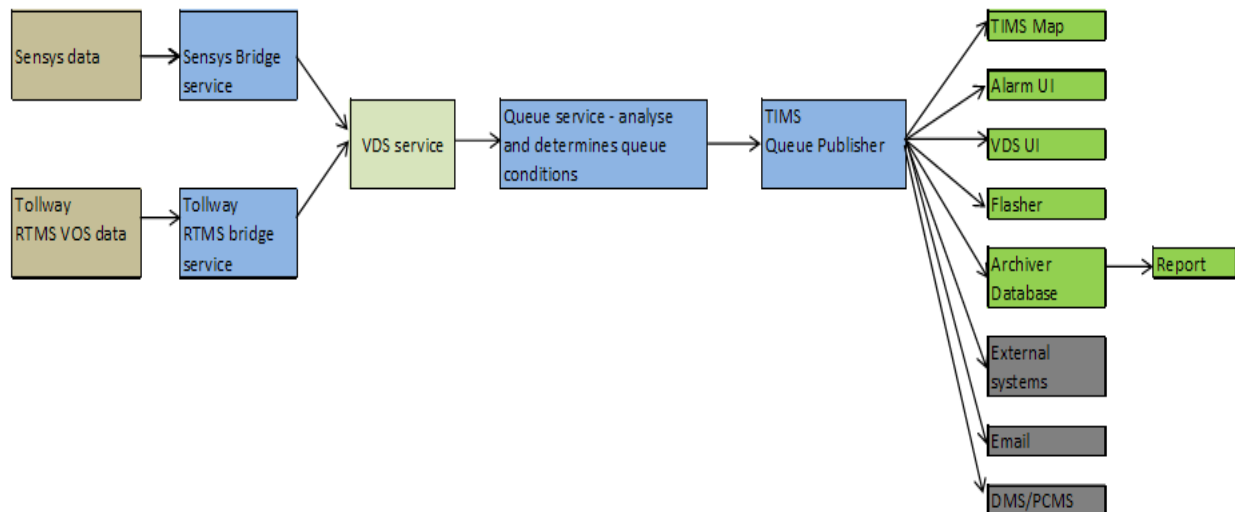 Sensys data
Sensys Bridge
service
Tollway
RTMS VOS data
Tollway
RTMS bridge
service
VDS service
Queue service - analyse
and determines queue
conditions
TIMS
Queue Publisher
TIMS Map
Alarm UI
VDS UI
Flasher
Archiver
Database
Report
External
systems
Email
DMS/PCMS